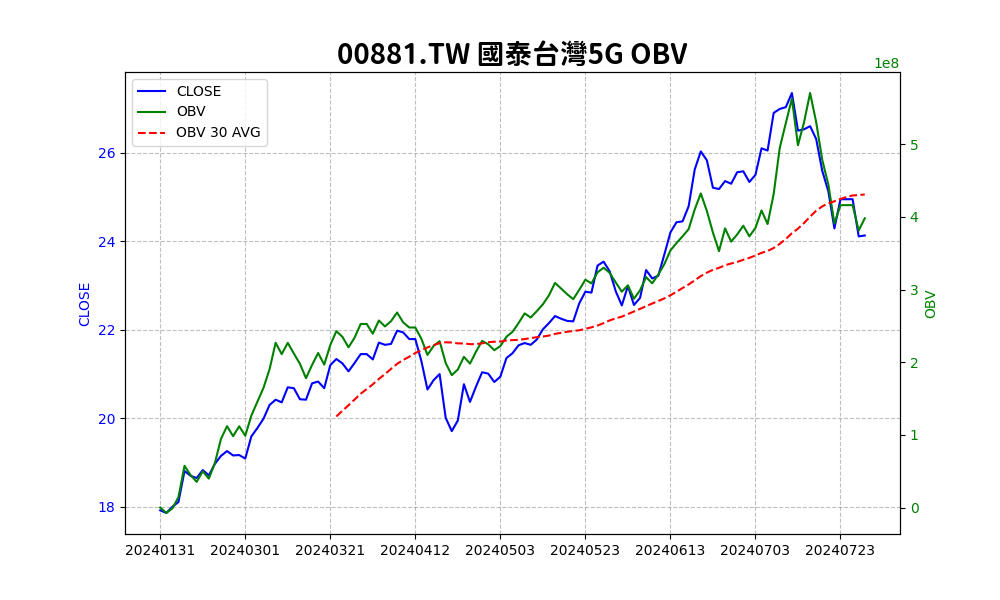 00881.TW 國泰台灣5G OBV
1e8
CLOSE
OBV
OBV 30 AVG
26
24
22
20
18
CLOSE
5
4
3
2
1
0
OBV
20240131 20240301 20240321 20240412 20240503 20240523 20240613 20240703 20240723